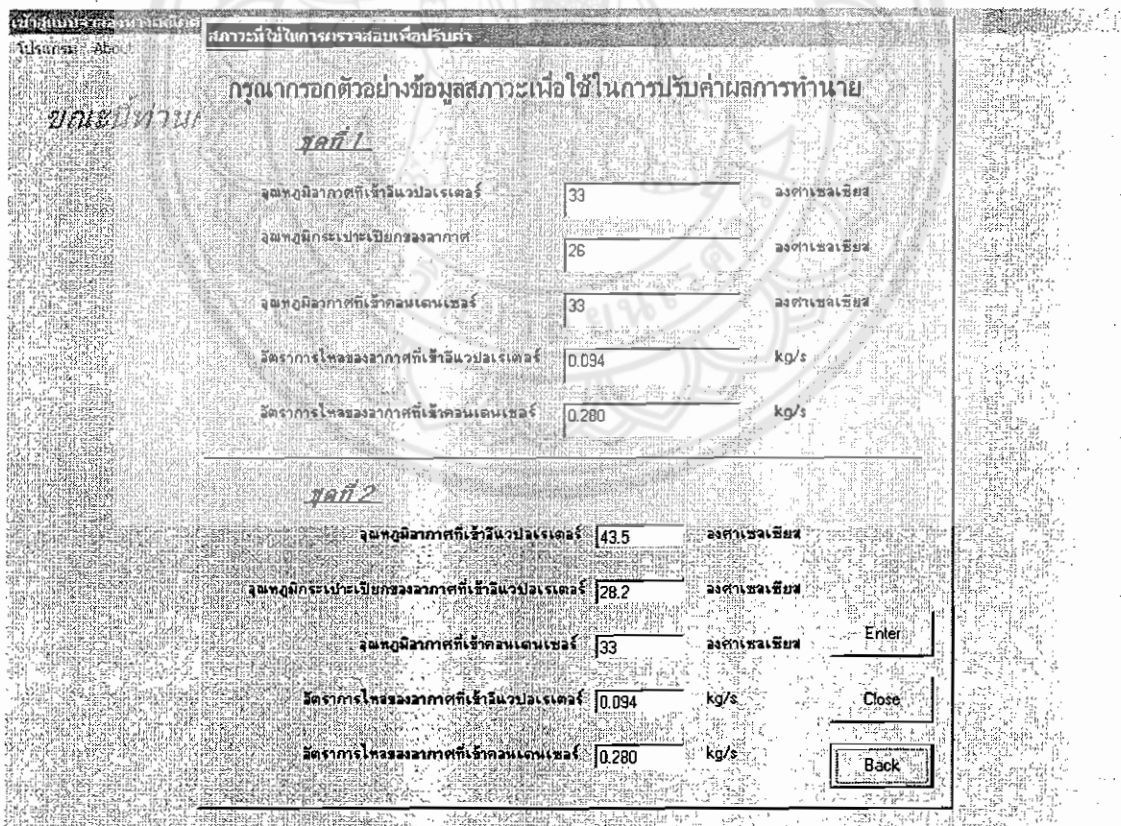 โปรแกรม About
สภาวะที่ใช้ในการตรวจสอบเพื่อปรับค่า
ขณะนี้ท่าน
กรุณากรอกตัวอย่างข้อมูลสภาวะเพื่อใช้ในการปรับค่าผลการทำนาย
ชุดที่ 1
อุณหภูมิอากาศที่เข้าอีแวปอเรเตอร์ 33 องศาเซลเซียส
อุณหภูมิกระเปาะเปียกของอากาศ 26 องศาเซลเซียส
อุณหภูมิอากาศที่เข้าคอนเดนเซอร์ 33 องศาเซลเซียส
อัตราการไหลของอากาศที่เข้าอีแวปอเรเตอร์ 0.094 kg/s
อัตราการไหลของอากาศที่เข้าคอนเดนเซอร์ 0.280 kg/s
ชุดที่ 2
อุณหภูมิอากาศที่เข้าอีแวปอเรเตอร์ 43.5 องศาเซลเซียส
อุณหภูมิกระเปาะเปียกของอากาศที่เข้าอีแวปอเรเตอร์ 28.2 องศาเซลเซียส
อุณหภูมิอากาศที่เข้าคอนเดนเซอร์ 33 องศาเซลเซียส
Enter
อัตราการไหลของอากาศที่เข้าอีแวปอเรเตอร์ 0.094 kg/s
Close
อัตราการไหลของอากาศที่เข้าคอนเดนเซอร์ 0.280 kg/s
Back